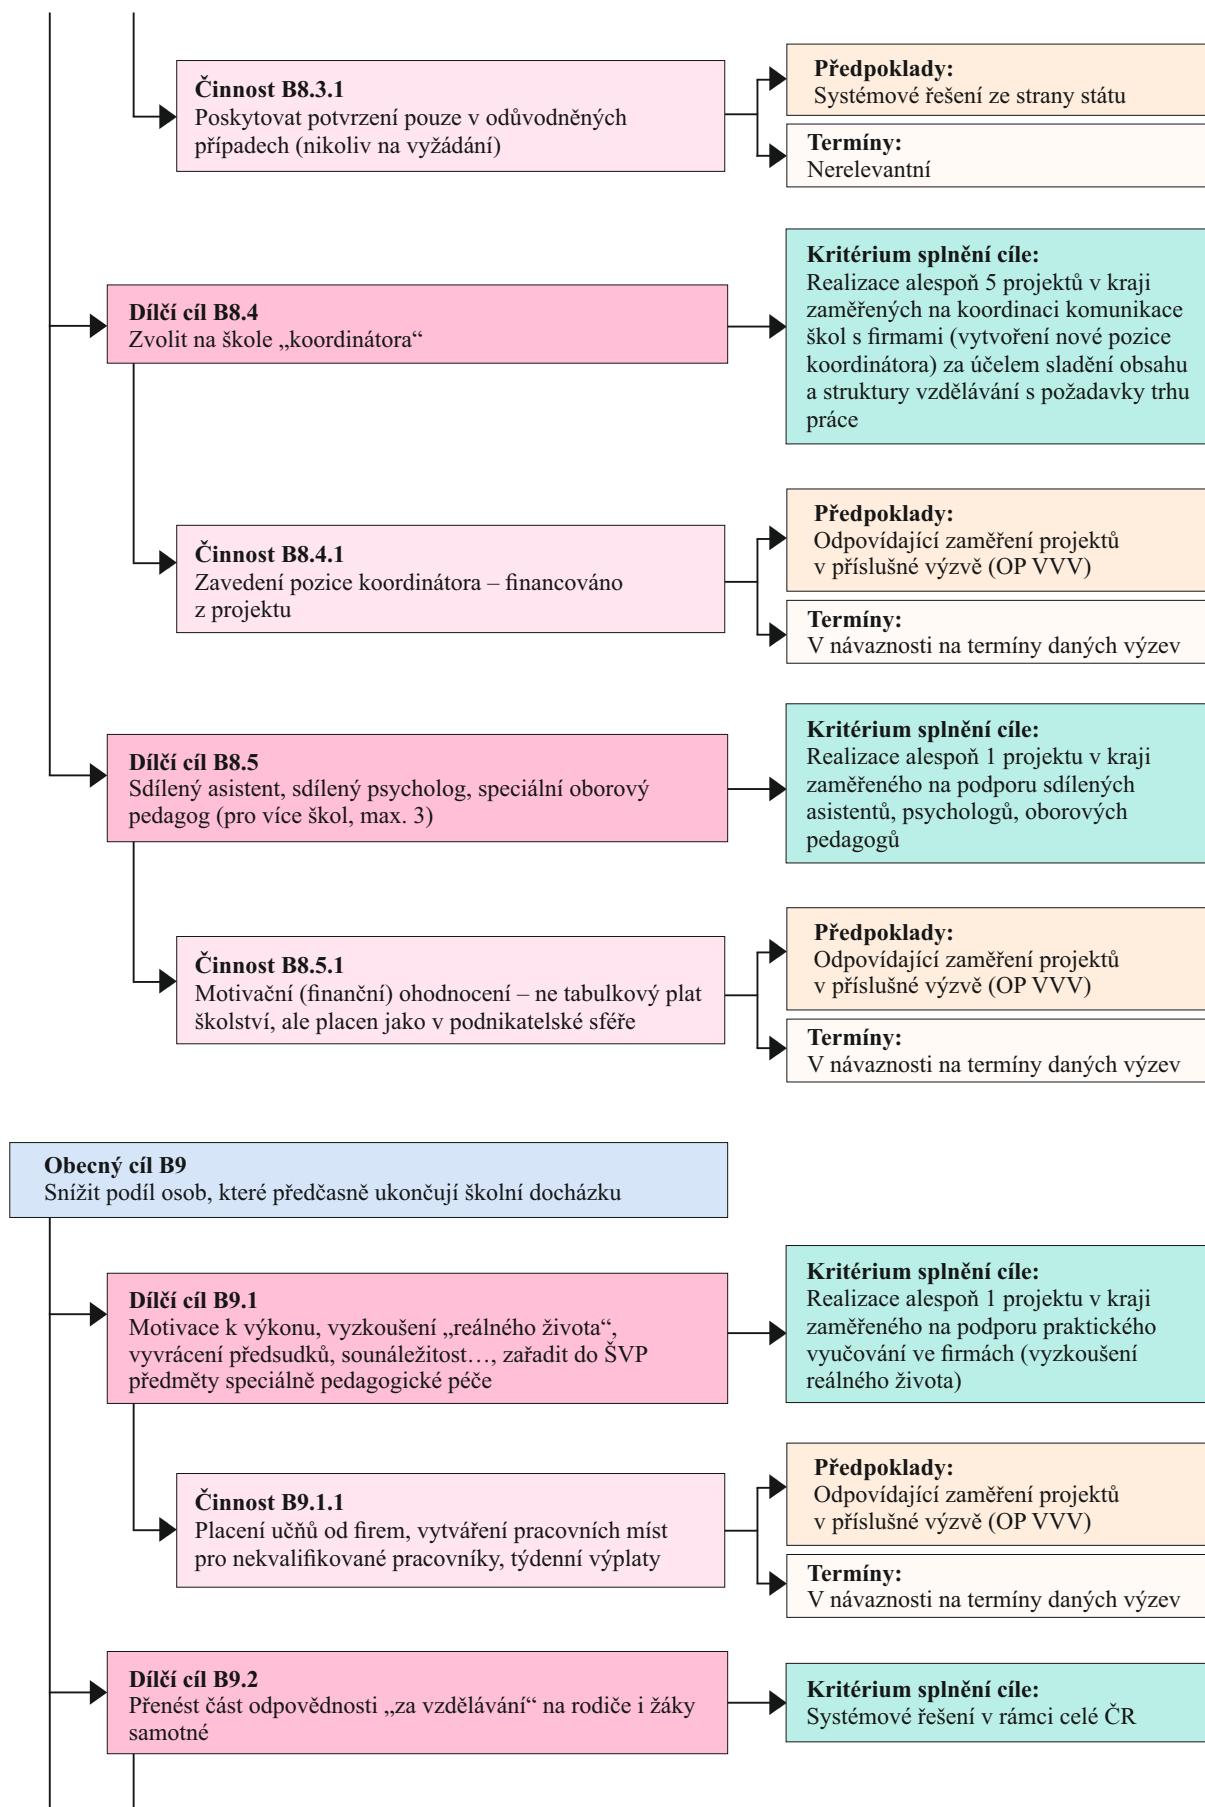 Činnost B8.3.1
Poskytovat potvrzení pouze v odůvodněných
případech (nikoliv na vyžádání)
Předpoklady:
Systémové řešení ze strany státu
Termíny:
Nerelevantní
Dílčí cíl B8.4
Zvolit na škole „koordinátora“
Kritérium splnění cíle:
Realizace alespoň 5 projektů v kraji
zaměřených na koordinaci komunikace
škol s firmami (vytvoření nové pozice
koordinátora) za účelem sladění obsahu
a struktury vzdělávání s požadavky trhu
práce
Činnost B8.4.1
Zavedení pozice koordinátora – financováno
z projektu
Předpoklady:
Odpovídající zaměření projektů
v příslušné výzvě (OP VVV)
Termíny:
V návaznosti na termíny daných výzev
Dílčí cíl B8.5
Sdílený asistent, sdílený psycholog, speciální oborový
pedagog (pro více škol, max. 3)
Kritérium splnění cíle:
Realizace alespoň 1 projektu v kraji
zaměřeného na podporu sdílených
asistentů, psychologů, oborových
pedagogů
Činnost B8.5.1
Motivační (finanční) ohodnocení – ne tabulkový plat
školství, ale placen jako v podnikatelské sféře
Předpoklady:
Odpovídající zaměření projektů
v příslušné výzvě (OP VVV)
Termíny:
V návaznosti na termíny daných výzev
Obecný cíl B9
Snížit podíl osob, které předčasně ukončují školní docházku
Dílčí cíl B9.1
Motivace k výkonu, vyzkoušení „reálného života“,
vyvrácení předsudků, sounáležitost…, zařadit do ŠVP
předměty speciálně pedagogické péče
Kritérium splnění cíle:
Realizace alespoň 1 projektu v kraji
zaměřeného na podporu praktického
vyučování ve firmách (vyzkoušení
reálného života)
Činnost B9.1.1
Placení učňů od firem, vytváření pracovních míst
pro nekvalifikované pracovníky, týdenní výplaty
Předpoklady:
Odpovídající zaměření projektů
v příslušné výzvě (OP VVV)
Termíny:
V návaznosti na termíny daných výzev
Dílčí cíl B9.2
Přenést část odpovědnosti „za vzdělávání“ na rodiče i žáky
samotné
Kritérium splnění cíle:
Systémové řešení v rámci celé ČR